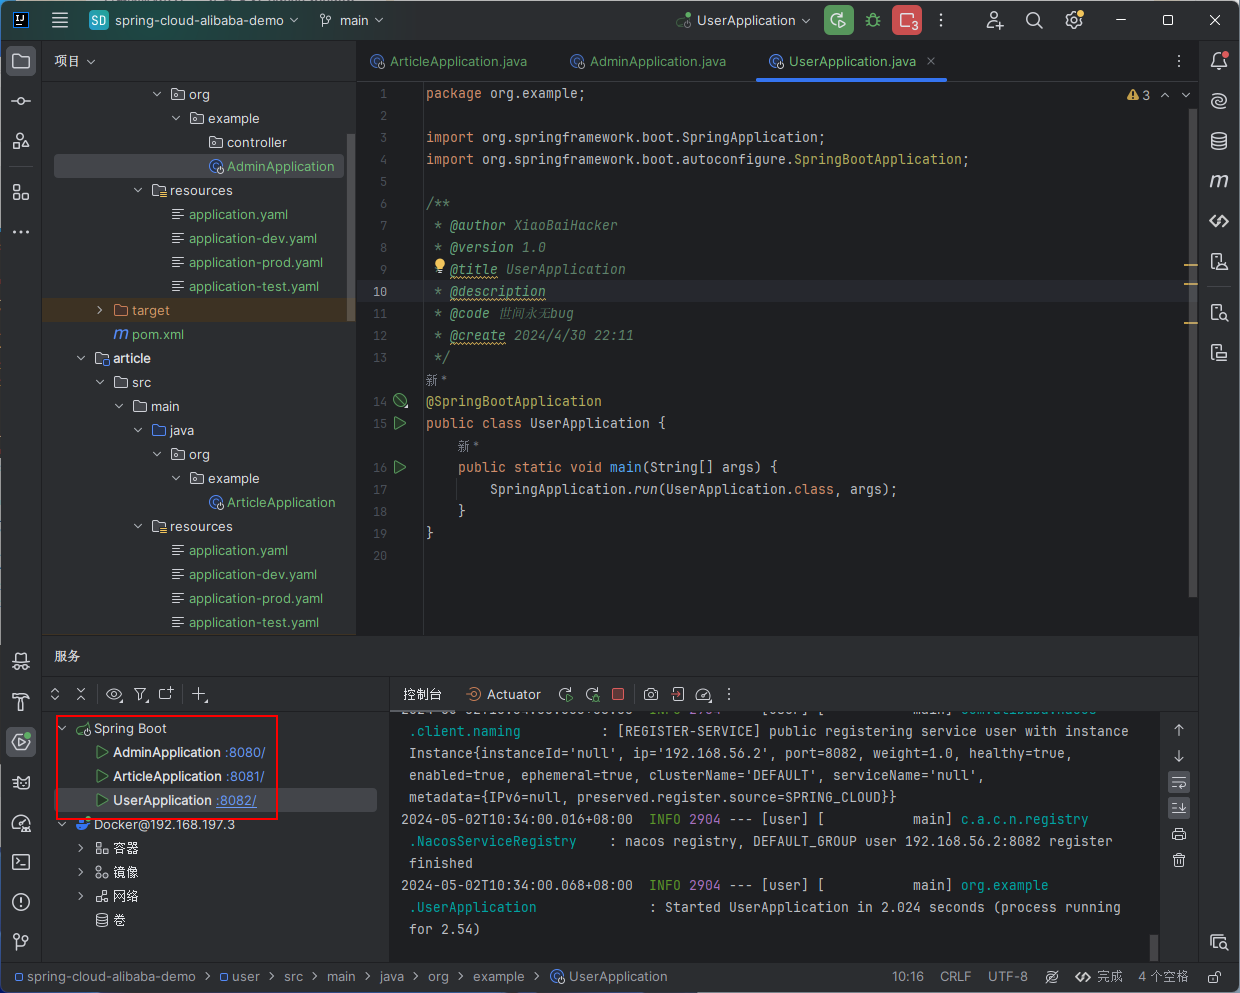 SD spring-cloud-alibaba-demo main UserApplication 3
项目
ArticleApplication.java AdminApplication.java UserApplication.java
org
example
controller
AdminApplication
resources
application.yaml
application-dev.yaml
application-prod.yaml
application-test.yaml
target
pom.xml
article
src
main
java
org
example
ArticleApplication
resources
application.yaml
application-dev.yaml
application-prod.yaml
application-test.yaml
3
1 package org.example;
2
3 import org.springframework.boot.SpringApplication;
4 import org.springframework.boot.autoconfigure.SpringBootApplication;
5
6 /**
7 * @author XiaoBaiHacker
8 * @version 1.0
9 @title UserApplication
10 * @description
11 * @code 世间永无bug
12 * @create 2024/4/30 22:11
13 */
新 *
14 @SpringBootApplication
15 public class UserApplication {
新 *
16 public static void main(String[] args) {
17 SpringApplication.run(UserApplication.class, args);
18 }
19 }
20
服务
控制台 Actuator
Spring Boot
AdminApplication :8080/
ArticleApplication :8081/
UserApplication :8082/
Docker@192.168.197.3
容器
镜像
网络
卷
.client.naming : [REGISTER-SERVICE] public registering service user with instance
Instance{instanceId='null', ip='192.168.56.2', port=8082, weight=1.0, healthy=true,
enabled=true, ephemeral=true, clusterName='DEFAULT', serviceName='null',
metadata={IPv6=null, preserved.register.source=SPRING_CLOUD}}
2024-05-02T10:34:00.016+08:00 INFO 2904 --- [user] [ main] c.a.c.n.registry
.NacosServiceRegistry : nacos registry, DEFAULT_GROUP user 192.168.56.2:8082 register
finished
2024-05-02T10:34:00.068+08:00 INFO 2904 --- [user] [ main] org.example
.UserApplication : Started UserApplication in 2.024 seconds (process running
for 2.54)
spring-cloud-alibaba-demo user src main java org example UserApplication 10:16 CRLF UTF-8 完成 4 个空格